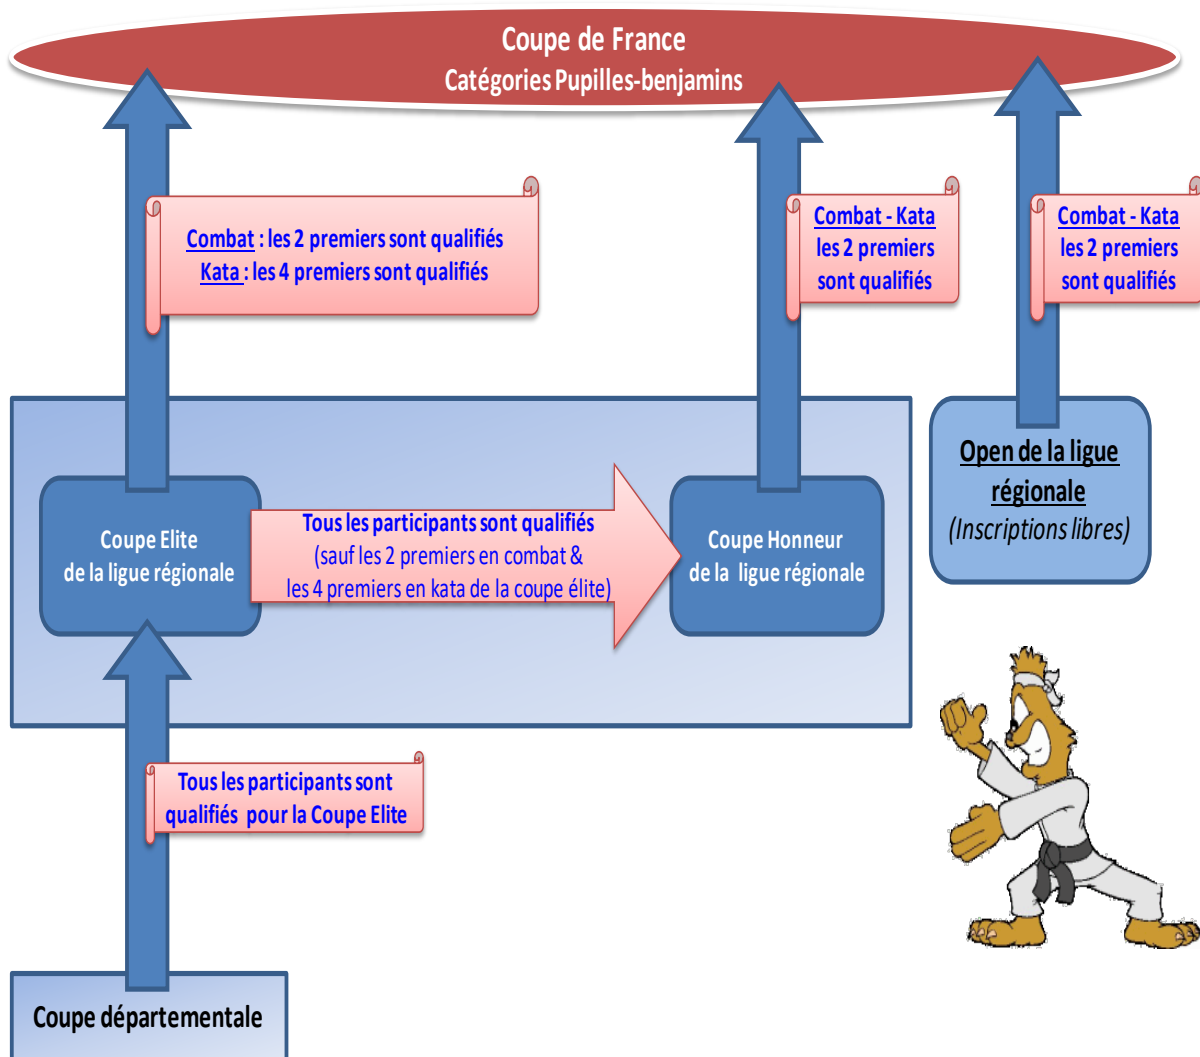 Coupe de France
Catégories Pupilles-benjamins
Combat : les 2 premiers sont qualifiés
Kata : les 4 premiers sont qualifiés
Combat - Kata
les 2 premiers
sont qualifiés
Combat - Kata
les 2 premiers
sont qualifiés
Coupe Elite
de la ligue régionale
Tous les participants sont qualifiés
(sauf les 2 premiers en combat &
les 4 premiers en kata de la coupe élite)
Coupe Honneur
de la ligue régionale
Open de la ligue
régionale
(Inscriptions libres)
Tous les participants sont
qualifiés pour la Coupe Elite
Coupe départementale